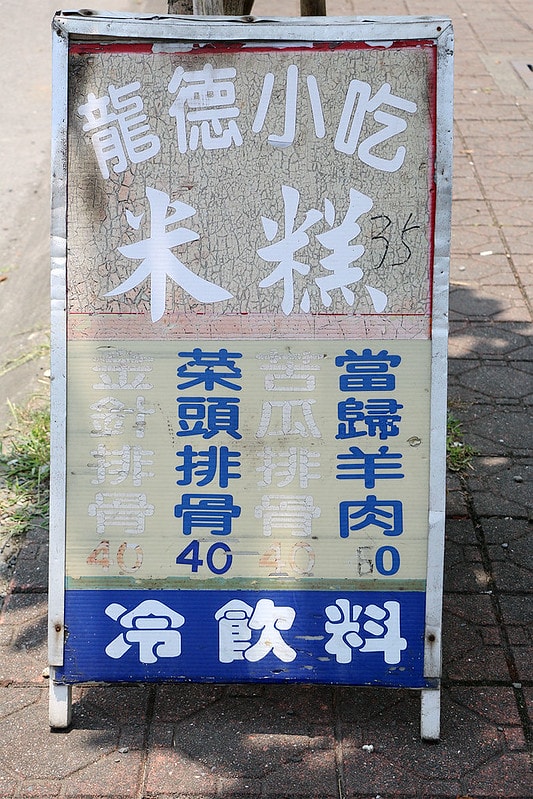 龍德小吃
米糕 35
當歸羊肉 60
苦瓜排骨 40
菜頭排骨 40
金針排骨 40
冷飲料